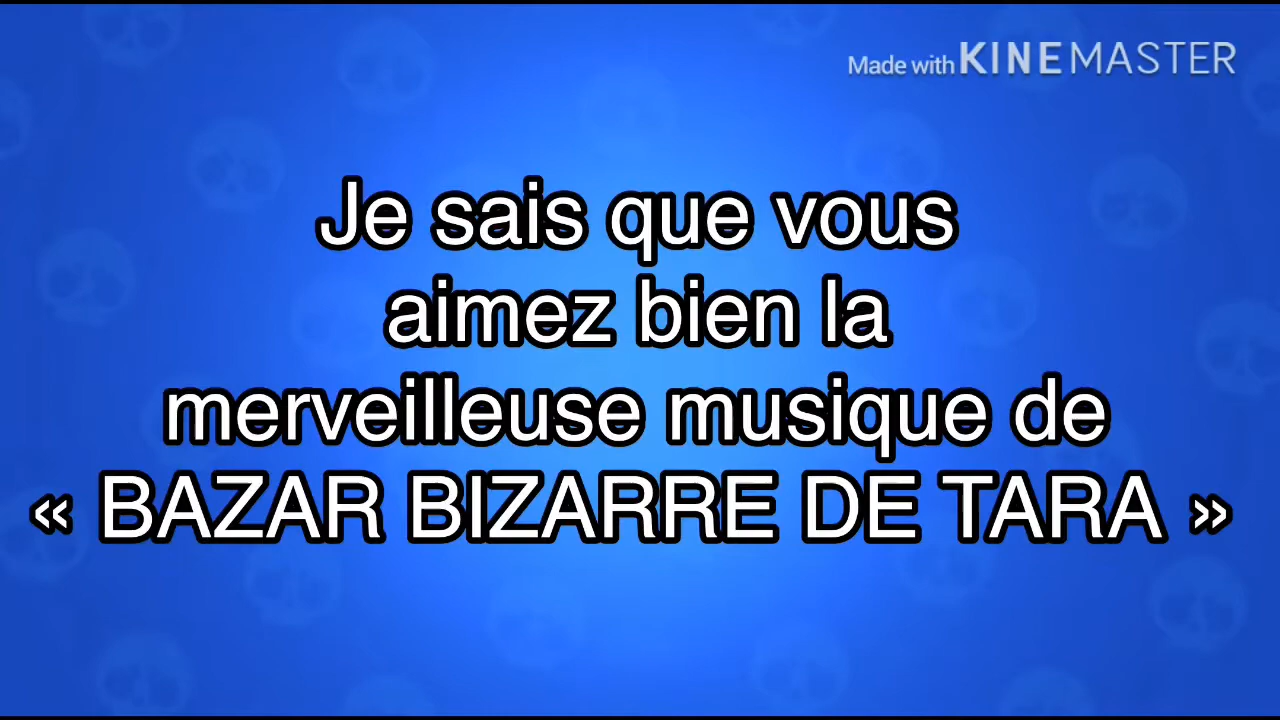 Made with KINEMASTER
Je sais que vous
aimez bien la
merveilleuse musique de
« BAZAR BIZARRE DE TARA »